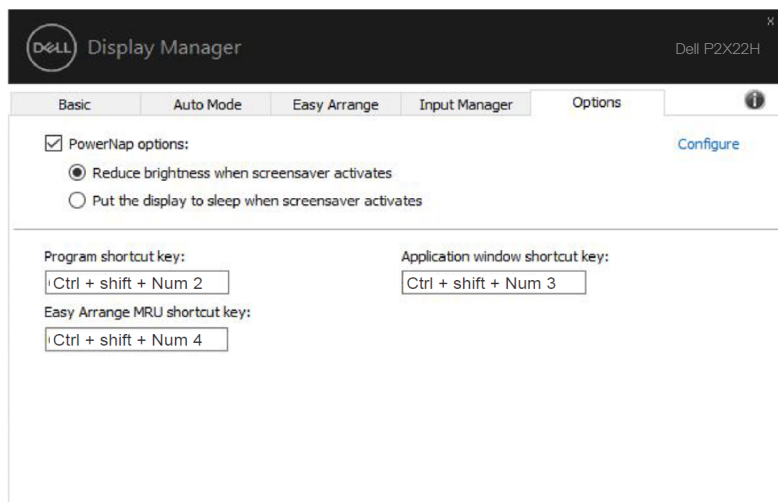 x
DELL Display Manager
Dell P2X22H
Basic Auto Mode Easy Arrange Input Manager Options i
PowerNap options: Configure
Reduce brightness when screensaver activates
Put the display to sleep when screensaver activates
Program shortcut key: Application window shortcut key:
Ctrl + shift + Num 2 Ctrl + shift + Num 3
Easy Arrange MRU shortcut key:
Ctrl + shift + Num 4